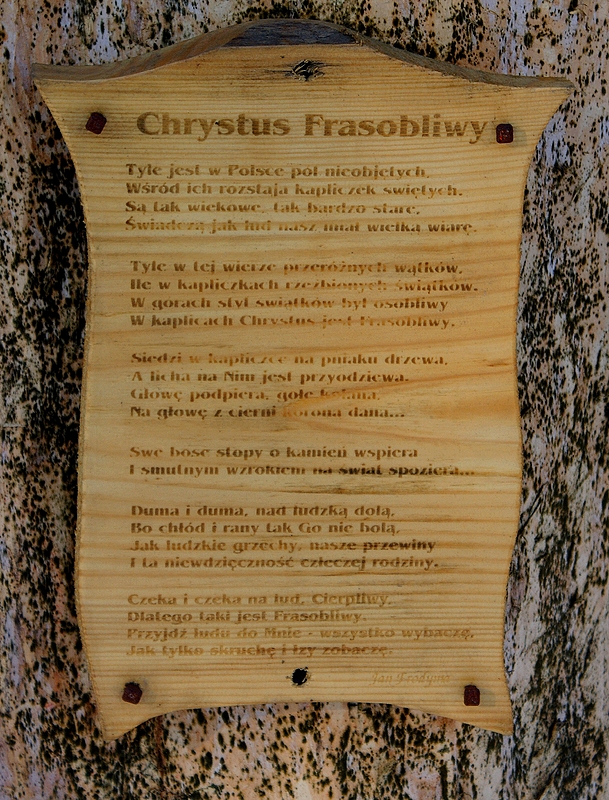 Chrystus Frasobliwy
Tyle jest w Polsce pól nieobjętych,
Wśród ich rozstaja kapliczek świętych.
Są tak wiekowe, tak bardzo stare,
Świadczą jak lud nasz miał wielką wiarę.
Tyle w tej wierze przeróżnych wątków,
Ile w kapliczkach rzeźbionych świątków.
W górach styl świątków był osobliwy
W kaplicach Chrystus jest Frasobliwy.
Siedzi w kapliczce na pniaku drzewa,
A licha na Nim jest przyodziewa.
Głowę podpiera, gołe kolana,
Na głowę z cierni korona dana...
Swe bose stopy o kamień wspiera
I smutnym wzrokiem na świat spoziera...
Duma i duma, nad ludzką dolą,
Bo chłód i rany tak Go nie bolą,
Jak ludzkie grzechy, nasze przewiny
I ta niewdzięczność człeczej rodziny.
Czeka i czeka na lud, Cierpliwy,
Dlatego taki jest Frasobliwy.
Przyjdź ludu do Mnie - wszystko wybaczę,
Jak tylko skruchę i łzy zobaczę.
Jan